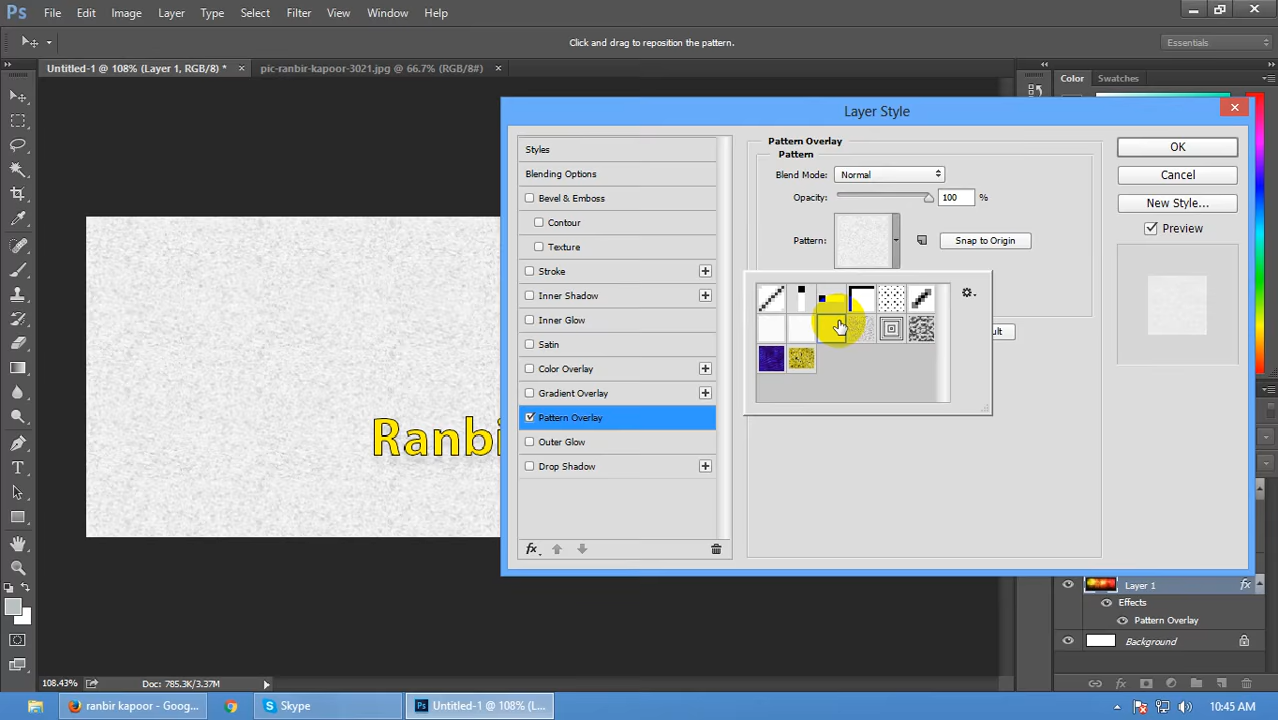 Ps File Edit Image Layer Type Select Filter 3D View Window Help
Click and drag to reposition the pattern.
Essentials
Untitled-1 @ 108% (Layer 1, RGB/8) * ×
pic-ranbir-kapoor-3021.jpg @ 66.7% (RGB/8#) ×
Color Swatches
Layer Style
Styles
Blending Options
Bevel & Emboss
Contour
Texture
Stroke
Inner Shadow
Inner Glow
Satin
Color Overlay
Gradient Overlay
Pattern Overlay
Outer Glow
Drop Shadow
fx
Pattern Overlay
Pattern
Blend Mode: Normal
Opacity: 100 %
Pattern: Snap to Origin
OK
Cancel
New Style...
Preview
Ranbi
Layer 1 fx
Effects
Pattern Overlay
Background
108.43% Doc: 785.3K/3.37M
ranbir kapoor - Goog...
Skype
Untitled-1 @ 108% (L...
10:45 AM